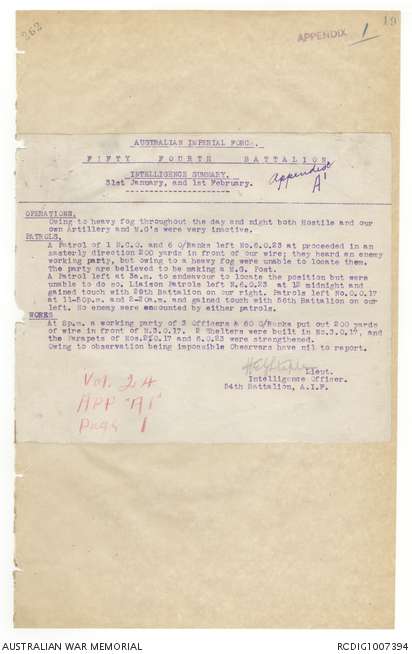 262
19
APPENDIX 1
AUSTRALIAN IMPERIAL FORCE.
FIFTY FOURTH BATTALION
INTELLIGENCE SUMMARY.
31st January, and 1st February.
Appendix
'A'
OPERATIONS.
Owing to heavy fog throughout the day and night both Hostile and our
own Artillery and M.G's were very inactive.
PATROLS.
A Patrol of 1 N.C.O. and 6 O/Ranks left No.6.O.23 at proceeded in an
easterly direction 200 yards in front of our wire; they heard an enemy
working party, but owing to a heavy fog were unable to locate them.
The party are believed to be making a M.G. Post.
A Patrol left at 3a.m. to endeavour to locate the position but were
unable to do so. Liaison Patrols left N.6.O.23 at 12 midnight and
gained touch with 29th Battalion on our right. Patrols left No.O.O.17
at 11-50p.m. and 2-20a.m. and gained touch with 56th Battalion on our
left. No enemy were encounted by either patrols.
WORKS
At 8p.m. a working party of 3 Officers & 60 O/Ranks put out 200 yards
of wire in front of N.3.O.17. 2 Shelters were built in No.3.O.17, and
the Parapets of Nos.2.O.17 and 6.O.23 were strengthened.
Owing to observation being impossible Observers have nil to report.
Lieut.
Intelligence Officer.
54th Battalion, A.I.F.
Vol. 24
APP "A1"
Page 1
AUSTRALIAN WAR MEMORIAL
RCDIG1007394